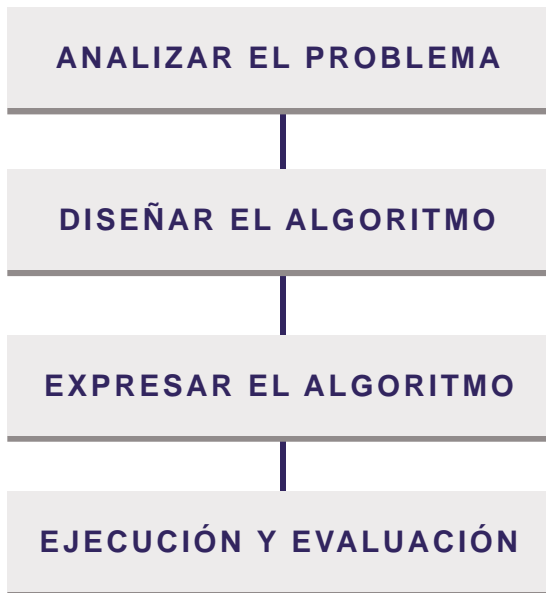 ANALIZAR EL PROBLEMA
DISEÑAR EL ALGORITMO
EXPRESAR EL ALGORITMO
EJECUCIÓN Y EVALUACIÓN